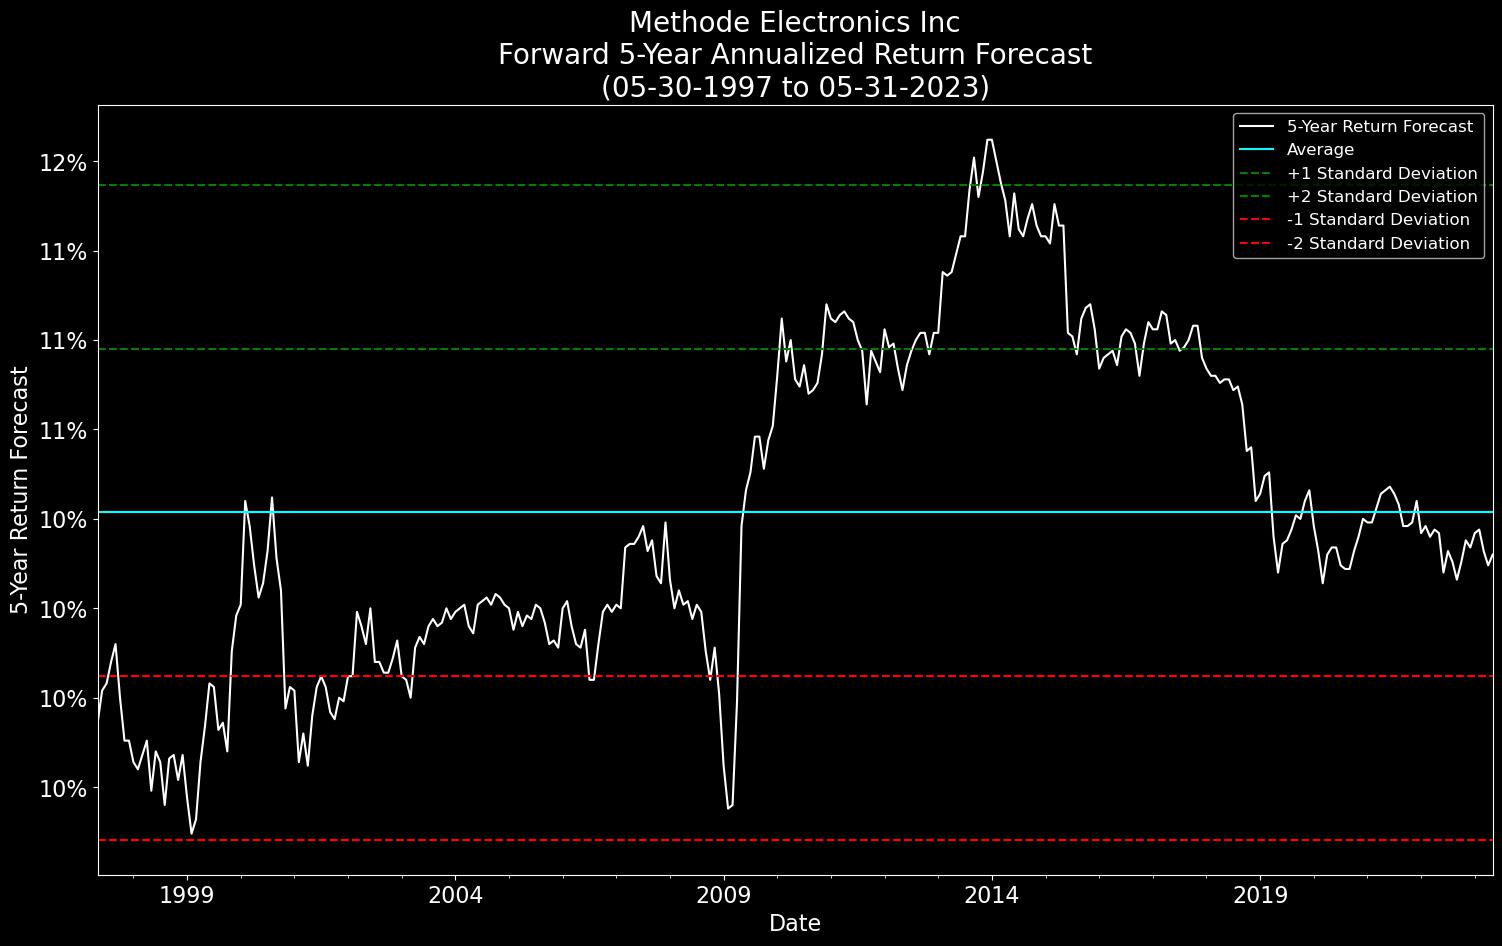 Methode Electronics Inc
Forward 5-Year Annualized Return Forecast
(05-30-1997 to 05-31-2023)
5-Year Return Forecast
Average
+1 Standard Deviation
+2 Standard Deviation
-1 Standard Deviation
-2 Standard Deviation
12%
11%
11%
11%
10%
10%
10%
10%
5-Year Return Forecast
1999
2004
2009
2014
2019
Date